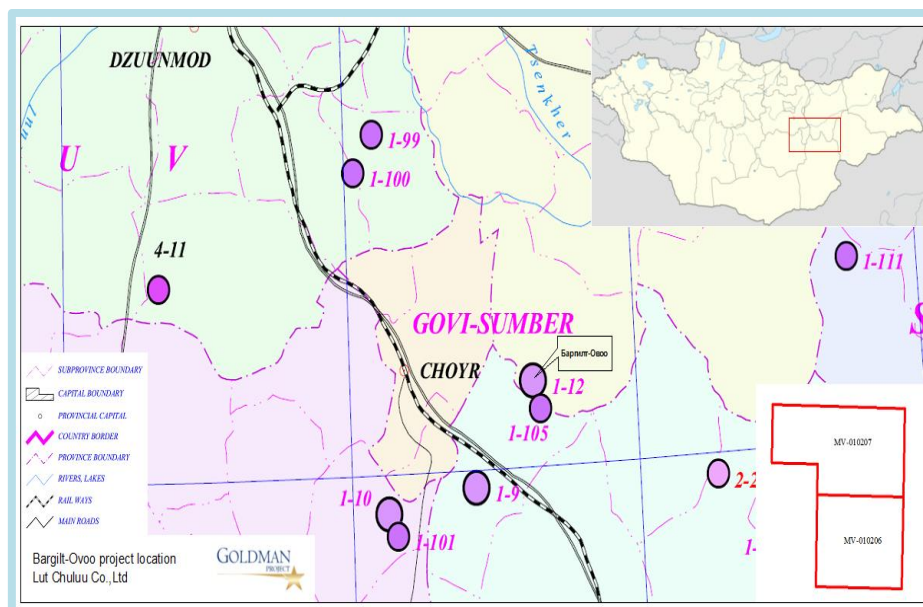 DZUUNMOD
Tsenkher
1-99
U V
1-100
4-11
1-111
GOVI-SUMBER
S
Баргилт-Овоо
CHOYR
1-12
1-105
SUBPROVINCE BOUNDARY
CAPITAL BOUNDARY
PROVINCIAL CAPITAL
COUNTRY BORDER
PROVINCE BOUNDARY
RIVERS, LAKES
RAIL WAYS
MAIN ROADS
MV-010207
2-2
1-9
1-10
1-101
1-
MV-010206
Bargilt-Ovoo project location
Lut Chuluu Co.,Ltd
GOLDMAN
PROJECT